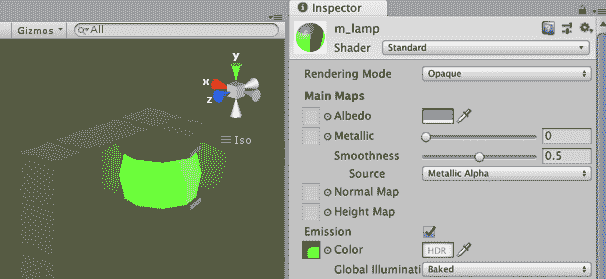 Gizmos All
y
x
z
Iso
Inspector
m_lamp
Shader Standard
Rendering Mode Opaque
Main Maps
Albedo
Metallic 0
Smoothness 0.5
Source Metallic Alpha
Normal Map
Height Map
Emission
Color HDR
Global Illuminati Baked